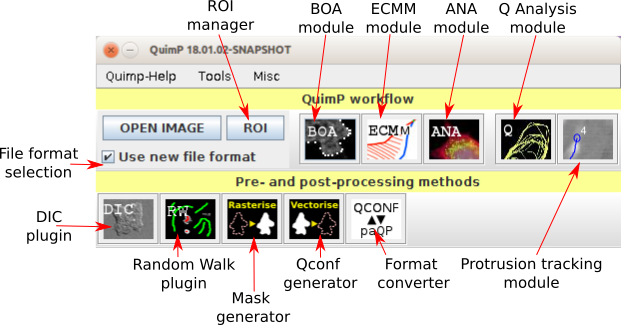 ROI manager
BOA module
ECMM module
ANA module
Q Analysis module
QuimP 18.01.02-SNAPSHOT
Quimp-Help Tools Misc
QuimP workflow
OPEN IMAGE ROI
BOA
ECMM
ANA
Q
4
Use new file format
File format selection
Pre- and post-processing methods
DIC
RW
Rasterise
Vectorise
QCONF
paQP
DIC plugin
Random Walk plugin
Mask generator
Qconf generator
Format converter
Protrusion tracking module